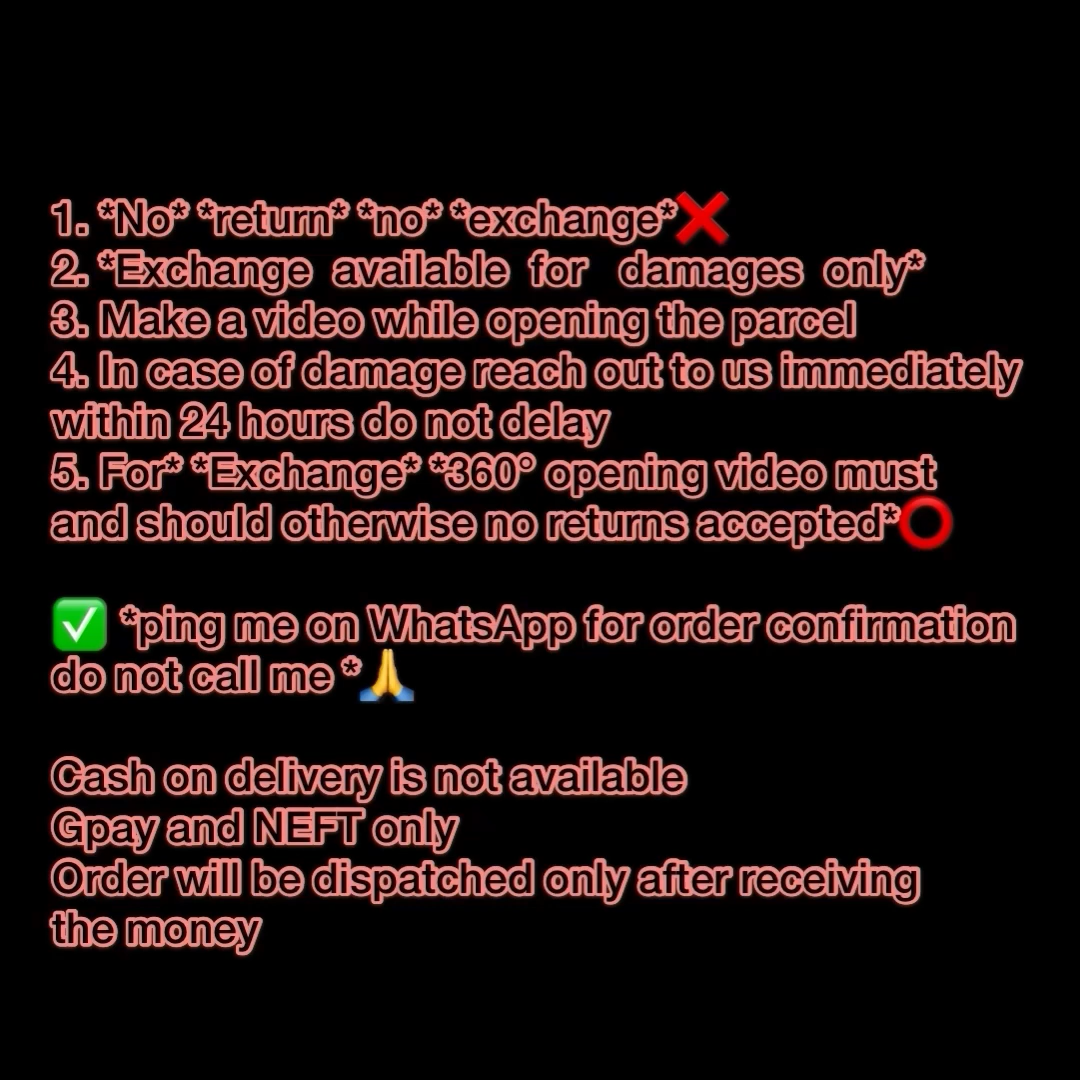 1. *No* *return* *no* *exchange*❌
2. *Exchange  available  for   damages  only*
3. Make a video while opening the parcel
4. In case of damage reach out to us immediately
within 24 hours do not delay
5. For* *Exchange* *360° opening video must
and should otherwise no returns accepted*⭕
✅ *ping me on WhatsApp for order confirmation
do not call me *🙏
Cash on delivery is not available
Gpay and NEFT only
Order will be dispatched only after receiving
the money